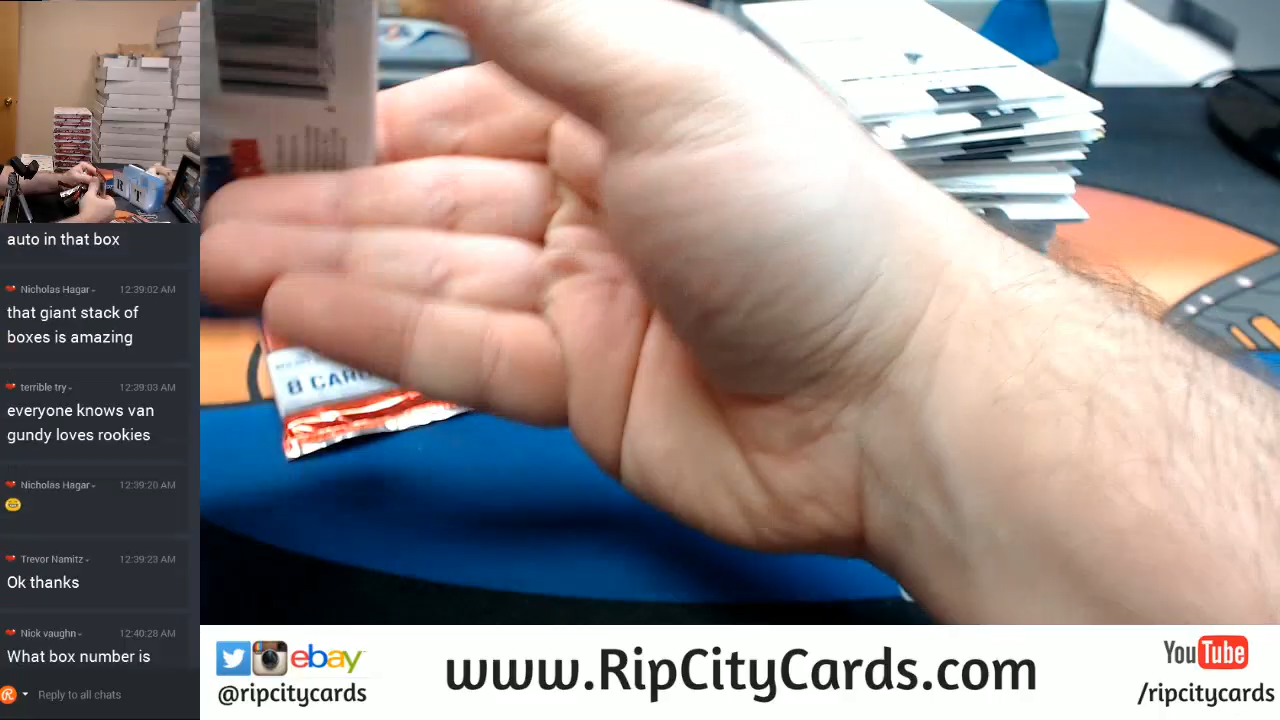 auto in that box
Nicholas Hagar 12:39:02 AM
that giant stack of
boxes is amazing
terrible try 12:39:03 AM
everyone knows van
gundy loves rookies
Nicholas Hagar 12:39:20 AM
Trevor Namitz 12:39:23 AM
Ok thanks
Nick vaughn 12:40:28 AM
What box number is
R Reply to all chats
8 CAR
ebay
@ripcitycards
www.RipCityCards.com
YouTube
/ripcitycards